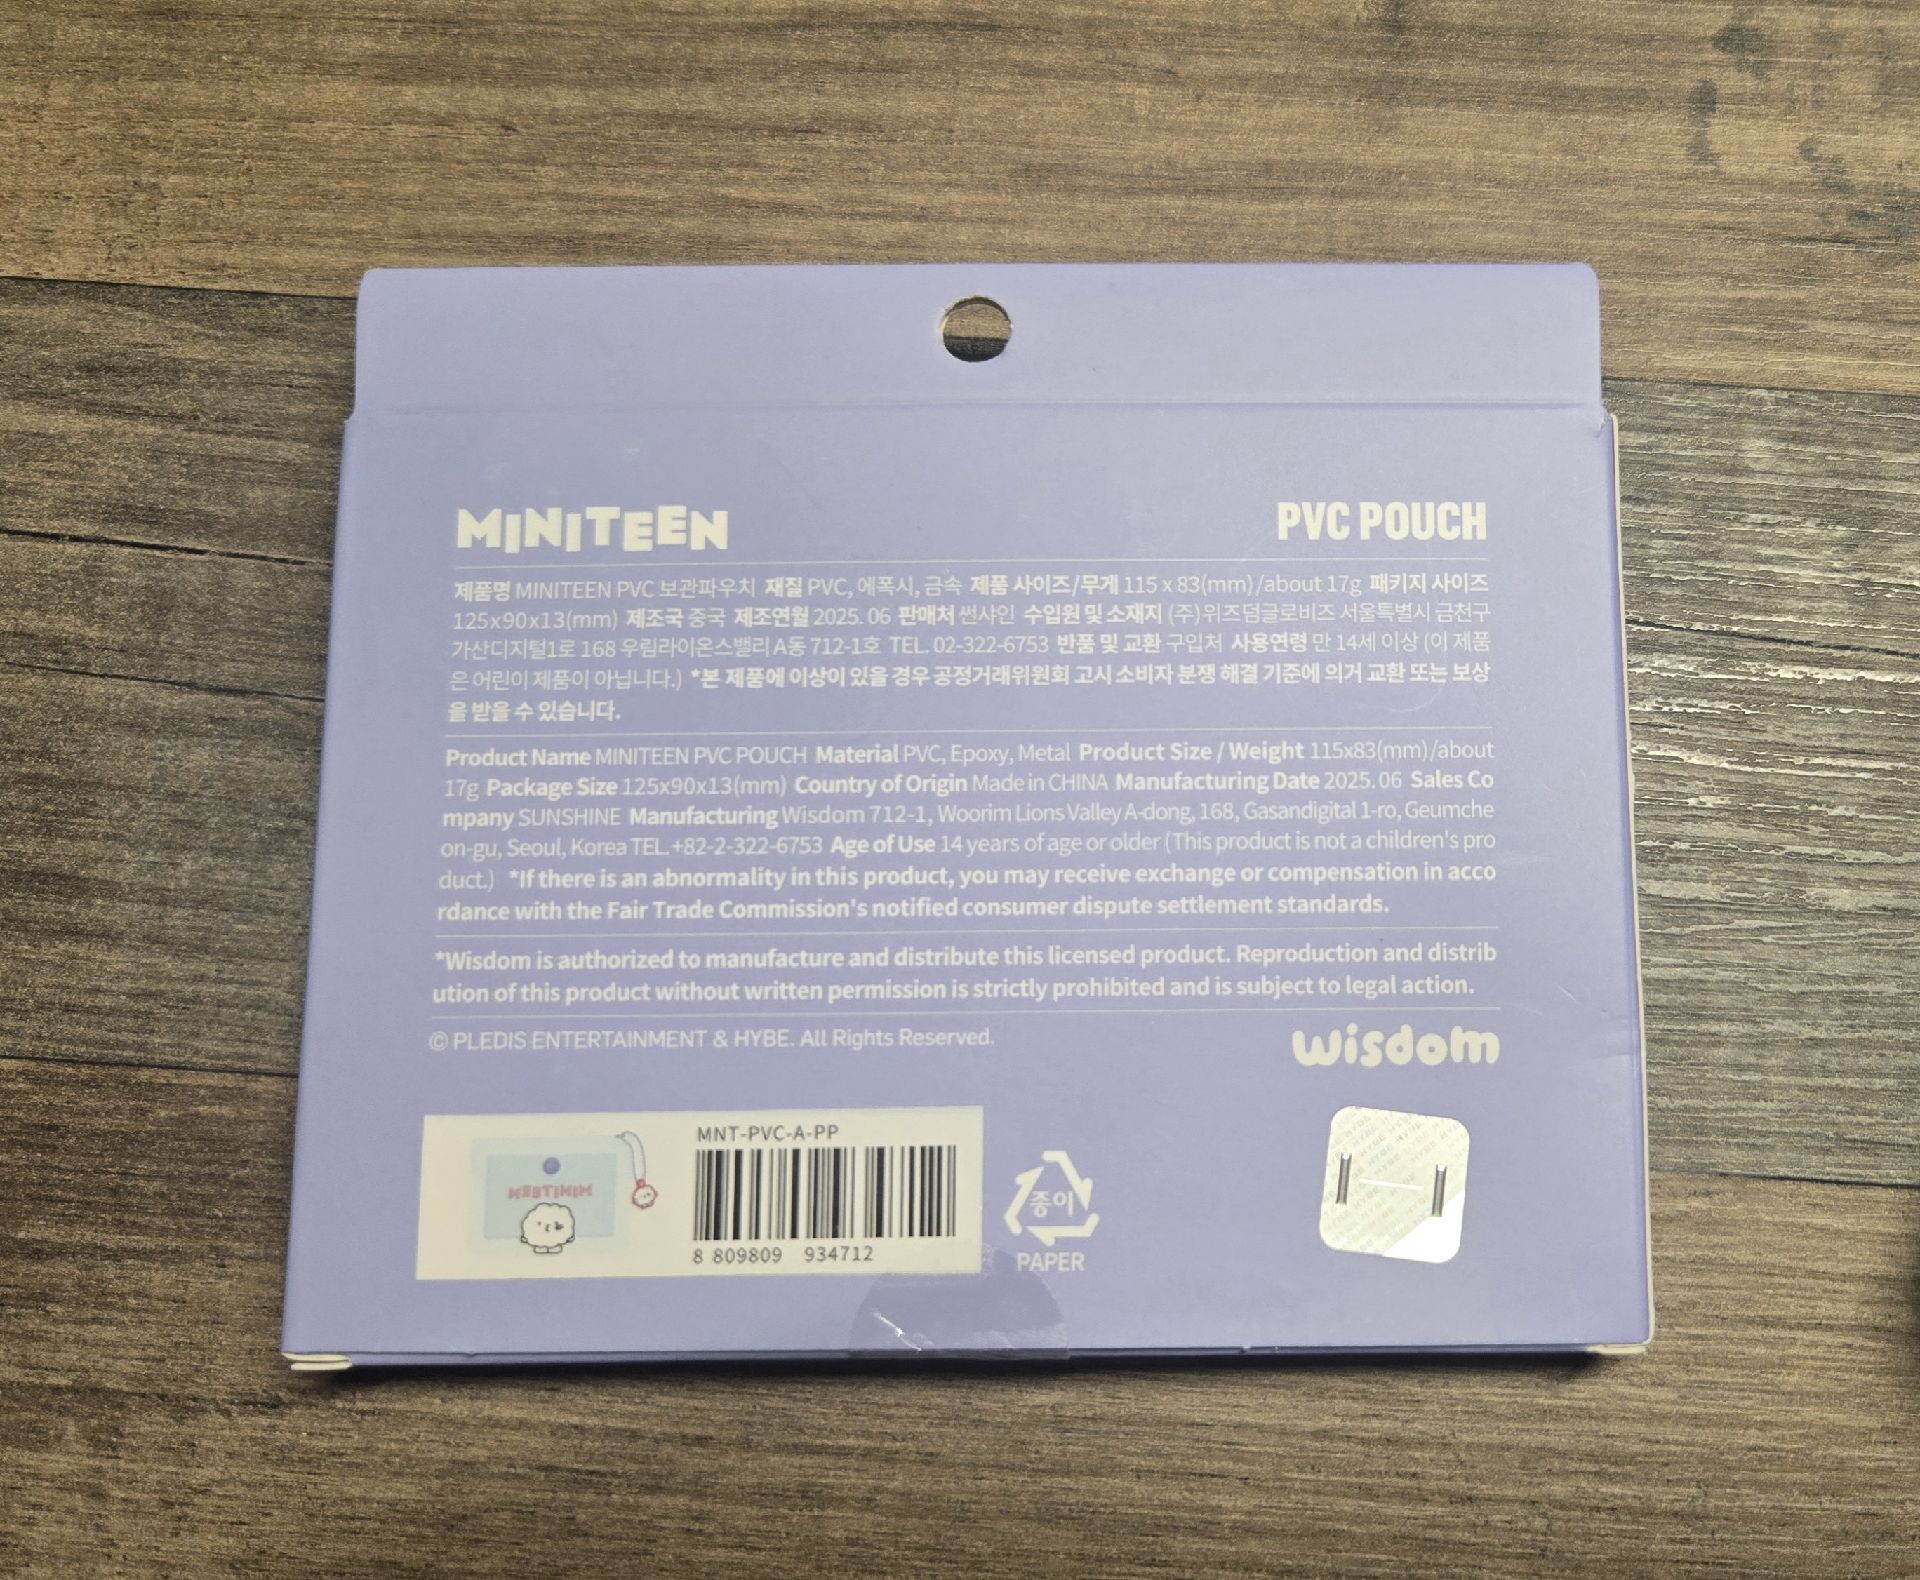 MINITEEN
PVC POUCH
제품명 MINITEEN PVC 보관파우치 재질 PVC, 에폭시, 금속 제품 사이즈/무게 115 x 83(mm)/about 17g 패키지 사이즈
125x90x13(mm) 제조국 중국 제조연월 2025. 06 판매처 썬샤인 수입원 및 소재지 (주)위즈덤글로비즈 서울특별시 금천구
가산디지털1로 168 우림라이온스밸리 A동 712-1호 TEL. 02-322-6753 반품 및 교환 구입처 사용연령 만 14세 이상 (이 제품
은 어린이 제품이 아닙니다.) *본 제품에 이상이 있을 경우 공정거래위원회 고시 소비자 분쟁 해결 기준에 의거 교환 또는 보상
을 받을 수 있습니다.
Product Name MINITEEN PVC POUCH Material PVC, Epoxy, Metal Product Size / Weight 115x83(mm)/about
17g Package Size 125x90x13(mm) Country of Origin Made in CHINA Manufacturing Date 2025. 06 Sales Co
mpany SUNSHINE Manufacturing Wisdom 712-1, Woorim Lions Valley A-dong, 168, Gasandigital 1-ro, Geumche
on-gu, Seoul, Korea TEL. +82-2-322-6753 Age of Use 14 years of age or older (This product is not a children's pro
duct.) *If there is an abnormality in this product, you may receive exchange or compensation in acco
rdance with the Fair Trade Commission's notified consumer dispute settlement standards.
*Wisdom is authorized to manufacture and distribute this licensed product. Reproduction and distrib
ution of this product without written permission is strictly prohibited and is subject to legal action.
© PLEDIS ENTERTAINMENT & HYBE. All Rights Reserved.
wisdom
MNT-PVC-A-PP
MINITEEN
8 809809 934712
종이
PAPER
HYBE HYBE HYBE